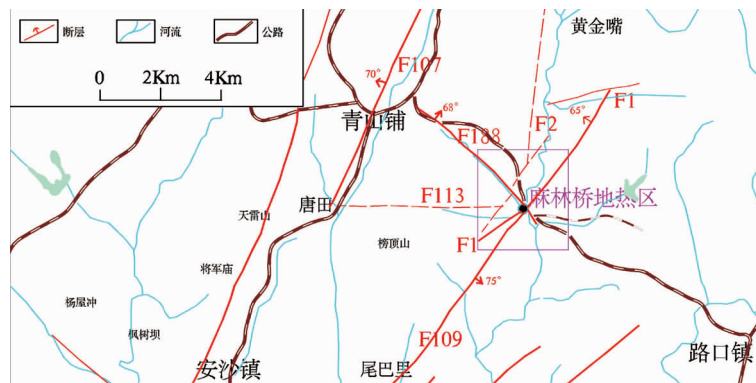 断层
河流
公路
0 2Km 4Km
黄金嘴
70°
F107
68°
青山铺
F188
F2
65°
F1
麻林桥地热区
F113
唐田
天雷山
榜顶山
F1
将军庙
75°
杨屋冲
枫树坝
F109
安沙镇
尾巴里
路口镇